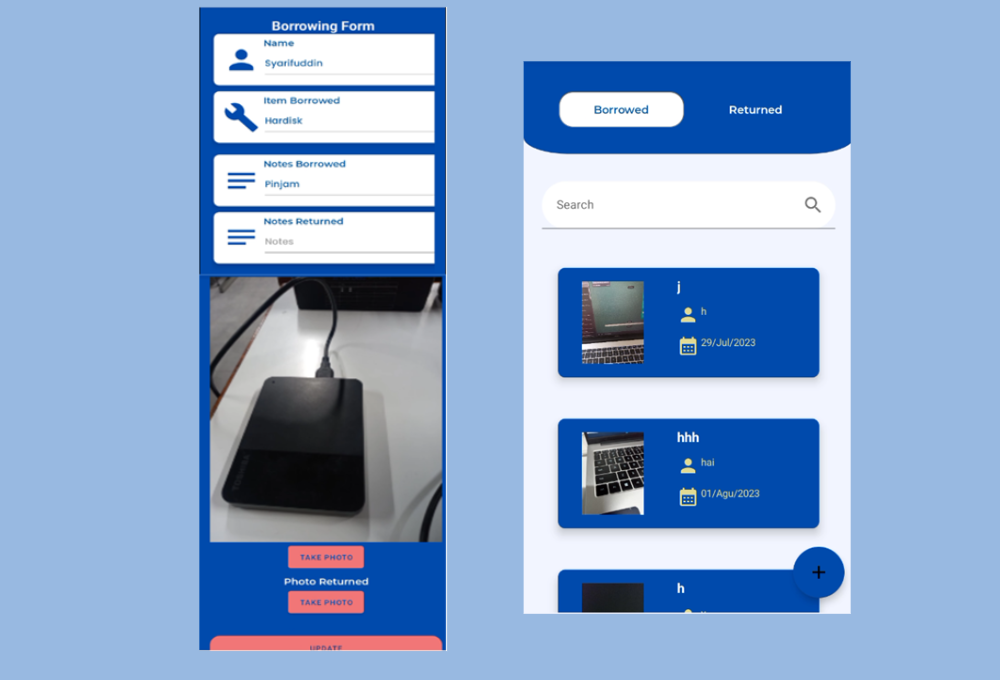 Borrowing Form
Name
Syarifuddin
Item Borrowed
Hardisk
Notes Borrowed
Pinjam
Notes Returned
Notes
TOSHIBA
TAKE PHOTO
Photo Returned
TAKE PHOTO
UPDATE
Borrowed
Returned
Search
j
h
29/Jul/2023
hhh
hai
01/Agu/2023
h